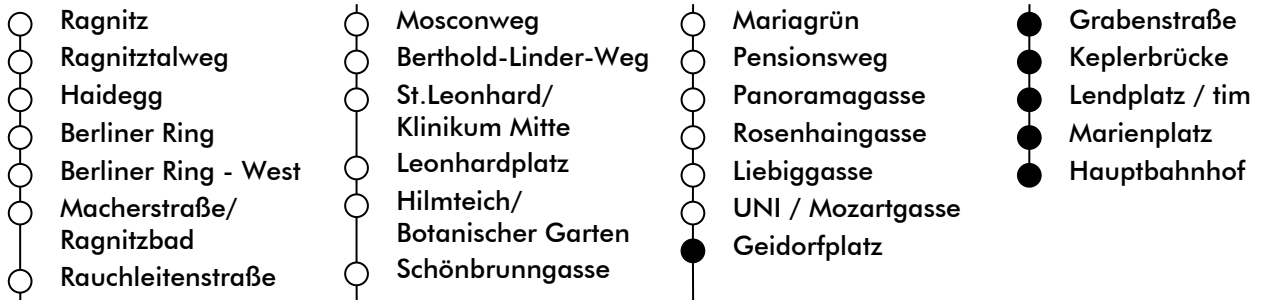 Ragnitz
Ragnitztalweg
Haidegg
Berliner Ring
Berliner Ring - West
Macherstraße/
Ragnitzbad
Rauchleitenstraße
Mosconweg
Berthold-Linder-Weg
St.Leonhard/
Klinikum Mitte
Leonhardplatz
Hilmteich/
Botanischer Garten
Schönbrunngasse
Mariagrün
Pensionsweg
Panoramagasse
Rosenhaingasse
Liebiggasse
UNI / Mozartgasse
Geidorfplatz
Grabenstraße
Keplerbrücke
Lendplatz / tim
Marienplatz
Hauptbahnhof